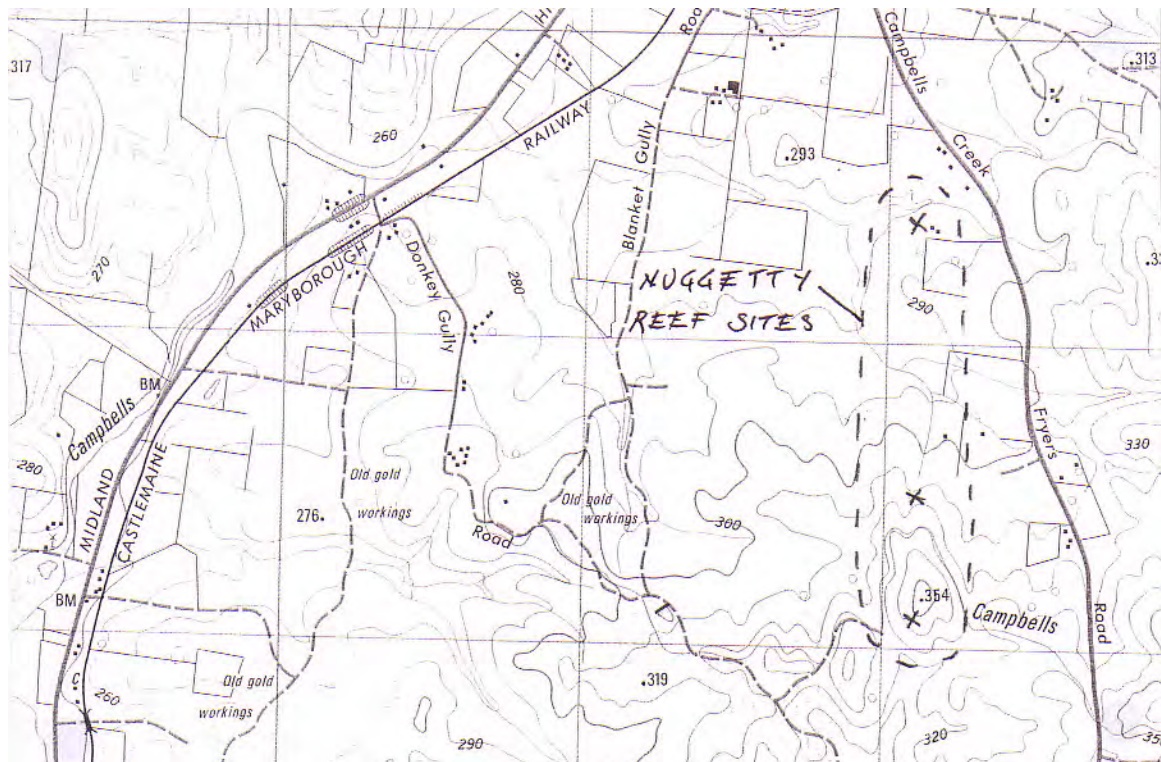 Hi
Road
Campbells
.317
.313
260
RAILWAY
Creek
.293
Blanket Gully
MARYBOROUGH
Donkey Gully
270
280
NUGGETTY
REEF SITES
290
BM
Campbells
Fryers
330
280
MIDLAND
CASTLEMAINE
Old gold
workings
276.
Road
Old gold
workings
300
BM
.354
Campbells
Road
C
260
Old gold
workings
.319
290
320